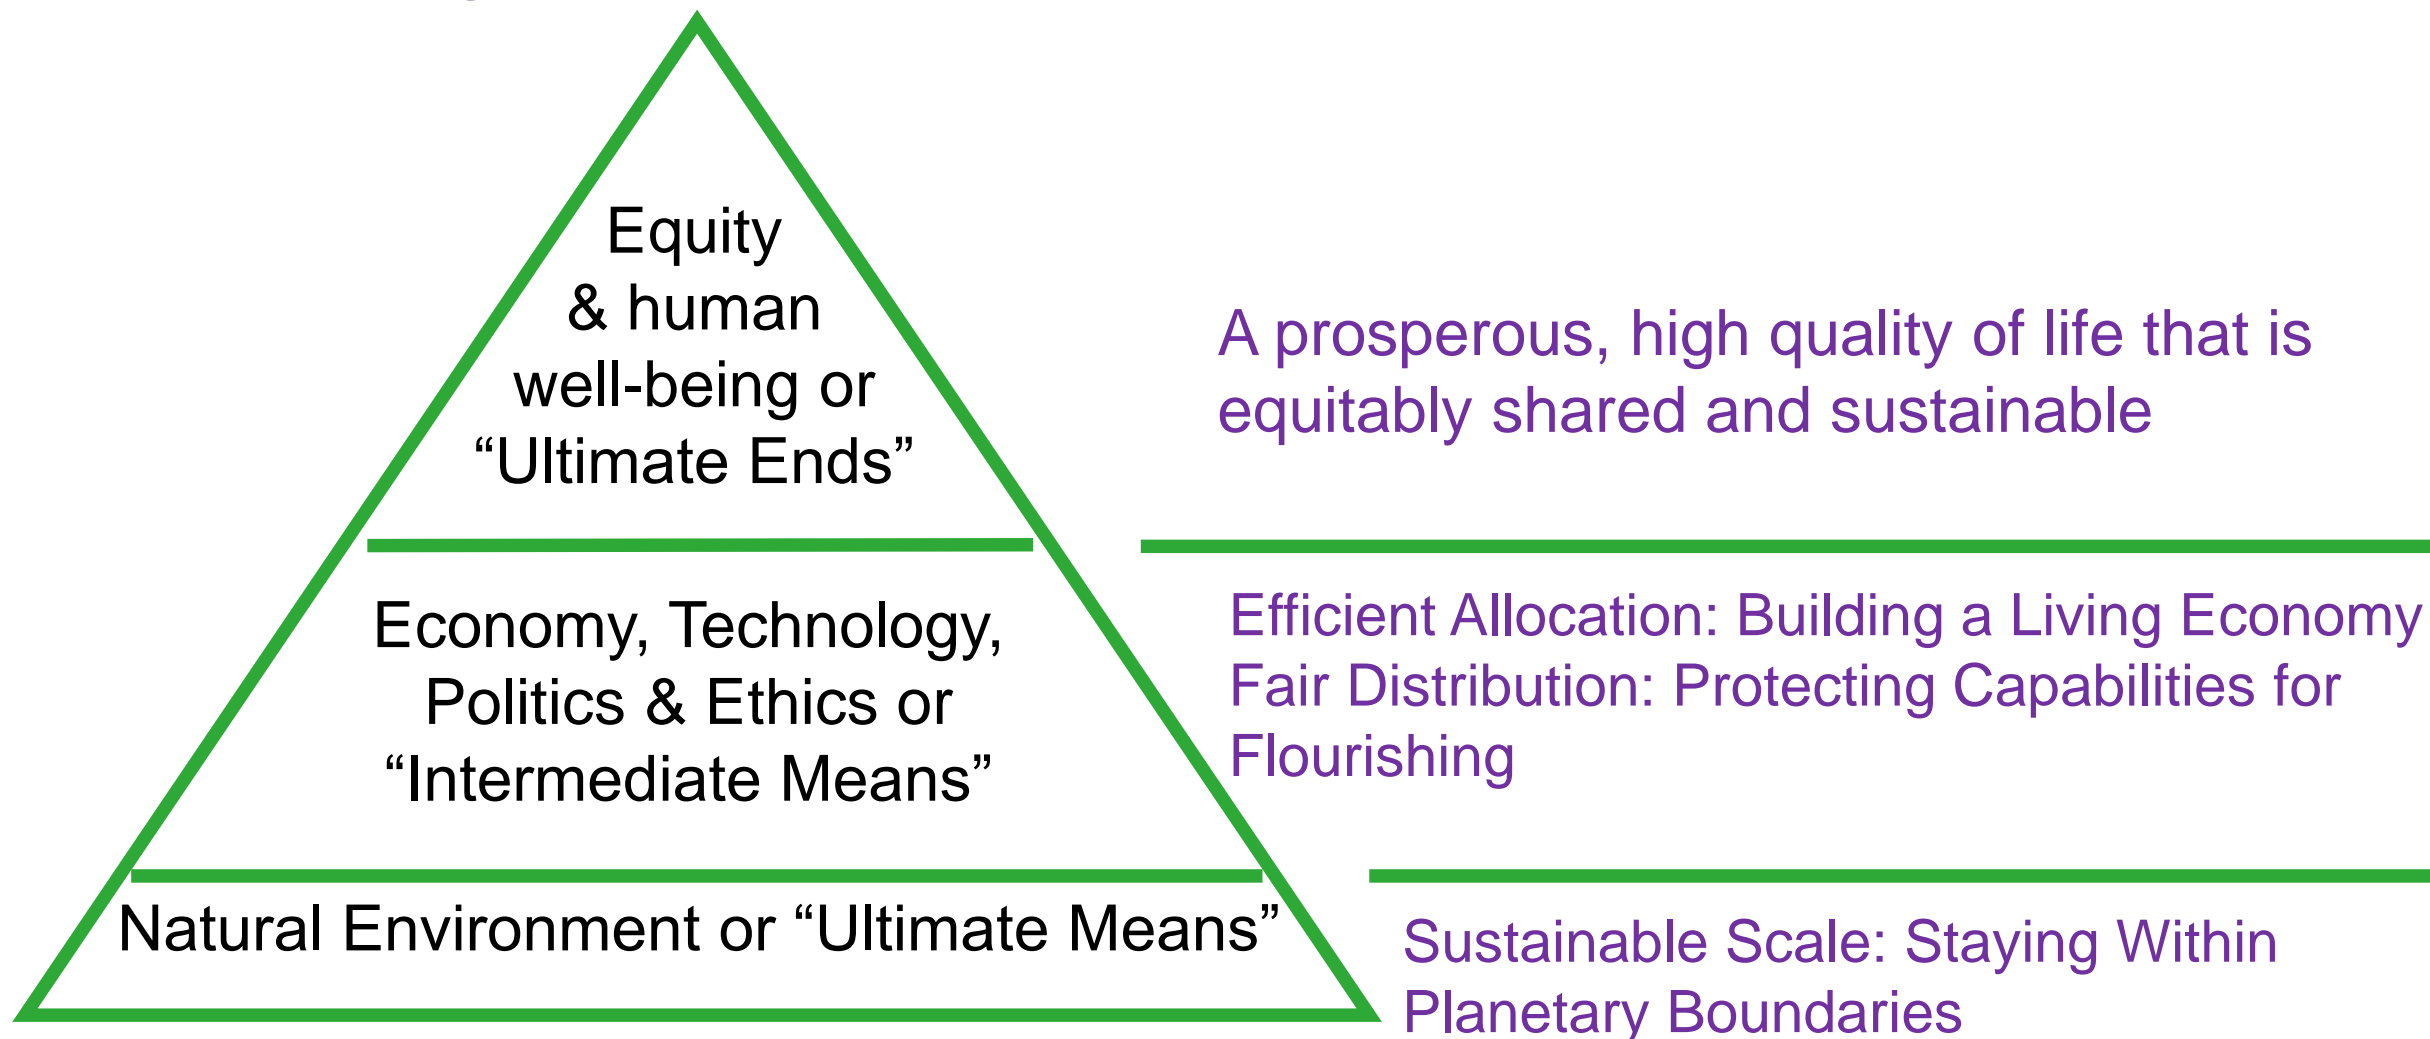 Equity
& human
well-being or
“Ultimate Ends”
A prosperous, high quality of life that is
equitably shared and sustainable
Economy, Technology,
Politics & Ethics or
“Intermediate Means”
Efficient Allocation: Building a Living Economy
Fair Distribution: Protecting Capabilities for
Flourishing
Natural Environment or “Ultimate Means”
Sustainable Scale: Staying Within
Planetary Boundaries